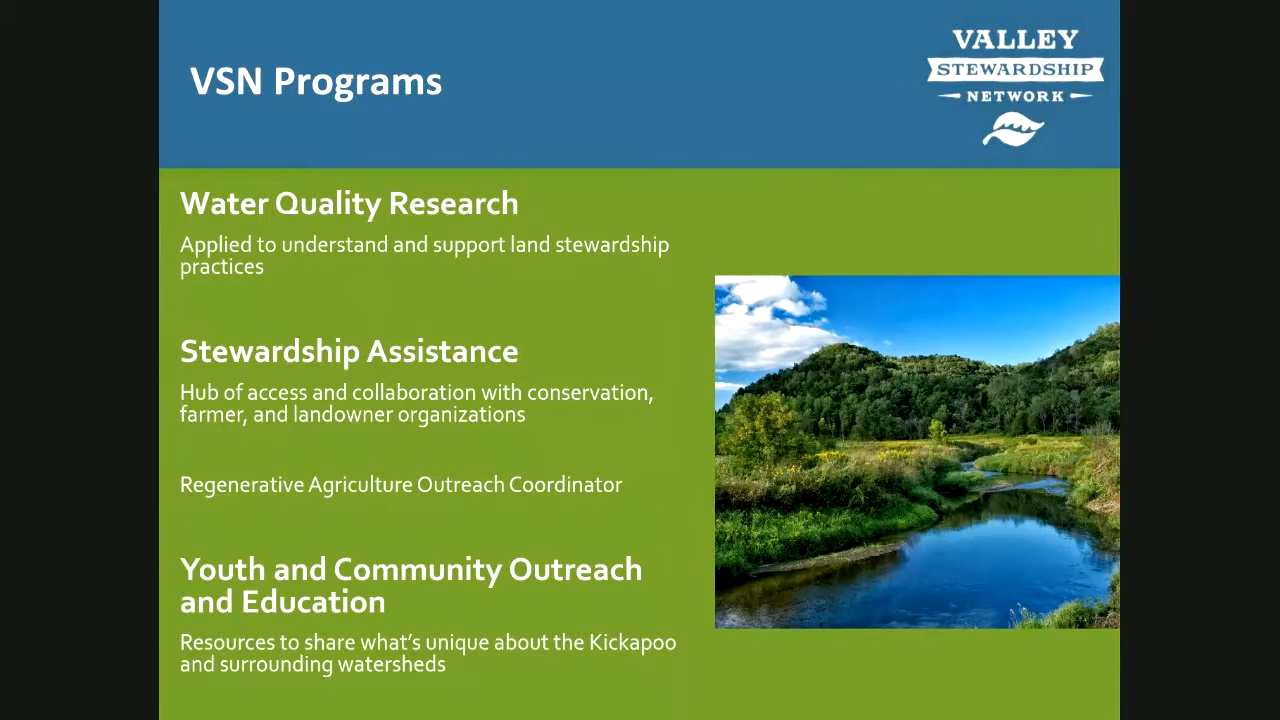 VSN Programs
VALLEY
STEWARDSHIP
NETWORK
Water Quality Research
Applied to understand and support land stewardship
practices
Stewardship Assistance
Hub of access and collaboration with conservation,
farmer, and landowner organizations
Regenerative Agriculture Outreach Coordinator
Youth and Community Outreach
and Education
Resources to share what’s unique about the Kickapoo
and surrounding watersheds